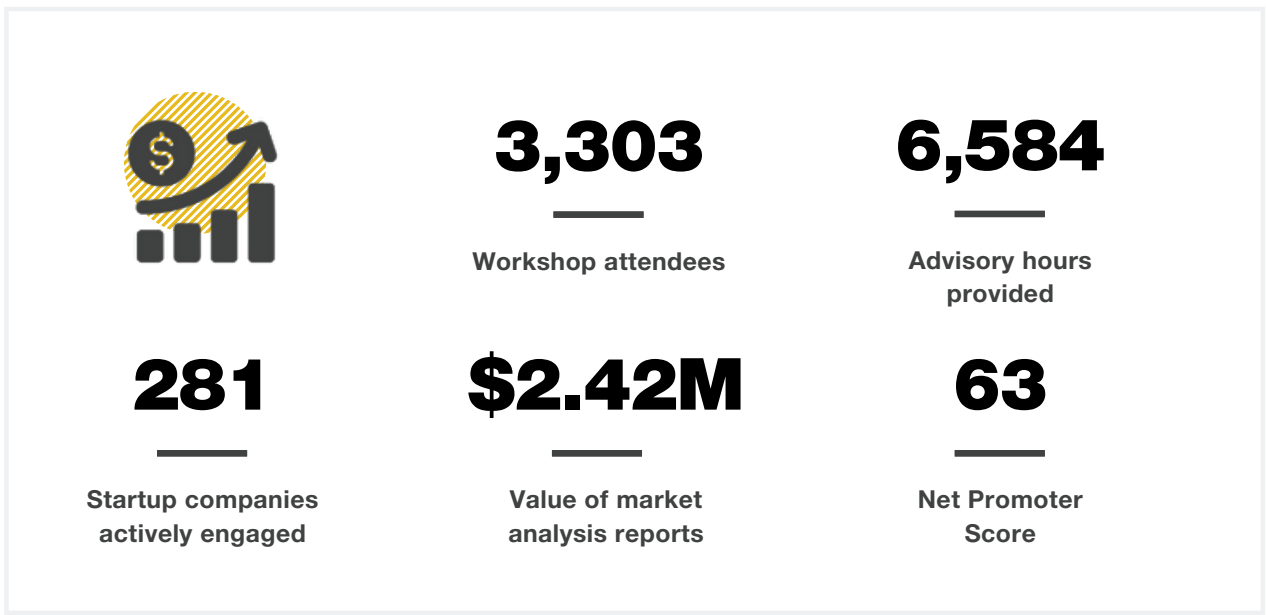 $
3,303
Workshop attendees
6,584
Advisory hours
provided
281
Startup companies
actively engaged
$2.42M
Value of market
analysis reports
63
Net Promoter
Score